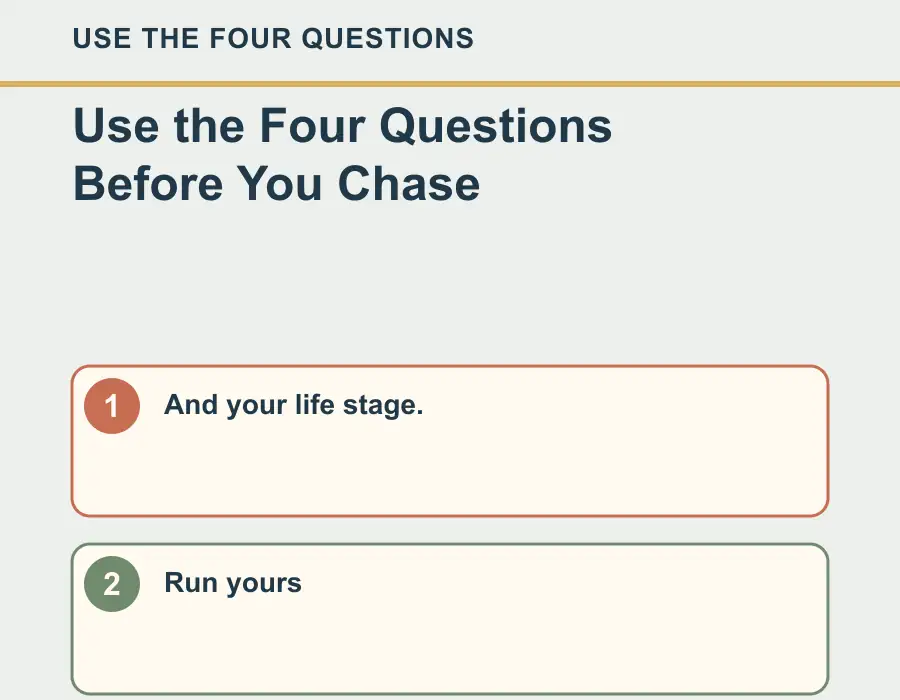 USE THE FOUR QUESTIONS
Use the Four Questions
Before You Chase
1
And your life stage.
2
Run yours